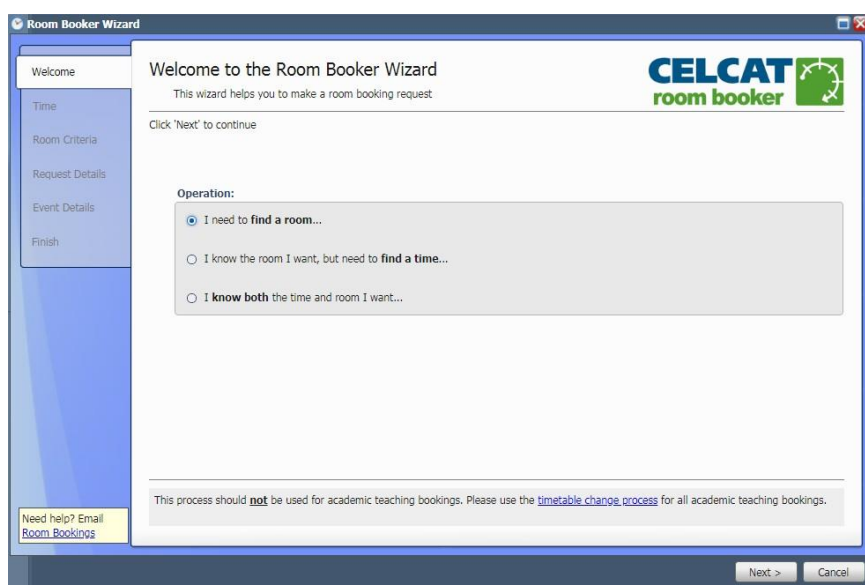 Room Booker Wizard
Welcome
Time
Room Criteria
Request Details
Event Details
Finish
Need help? Email
Room Bookings
Welcome to the Room Booker Wizard
This wizard helps you to make a room booking request
CELCAT
room booker
Click 'Next' to continue
Operation:
I need to find a room...
I know the room I want, but need to find a time...
I know both the time and room I want...
This process should not be used for academic teaching bookings. Please use the timetable change process for all academic teaching bookings.
Next >
Cancel